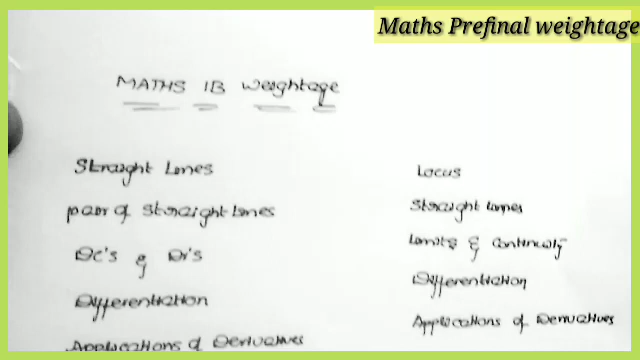 Maths Prefinal weightage
MATHS 1B Weightage
Straight Lines
pair of straight lines
Dc's & Dr's
Differentiation
Applications of Derivatives
Locus
Straight lines
Limits & Continuity
Differentiation
Applications of Derivatives